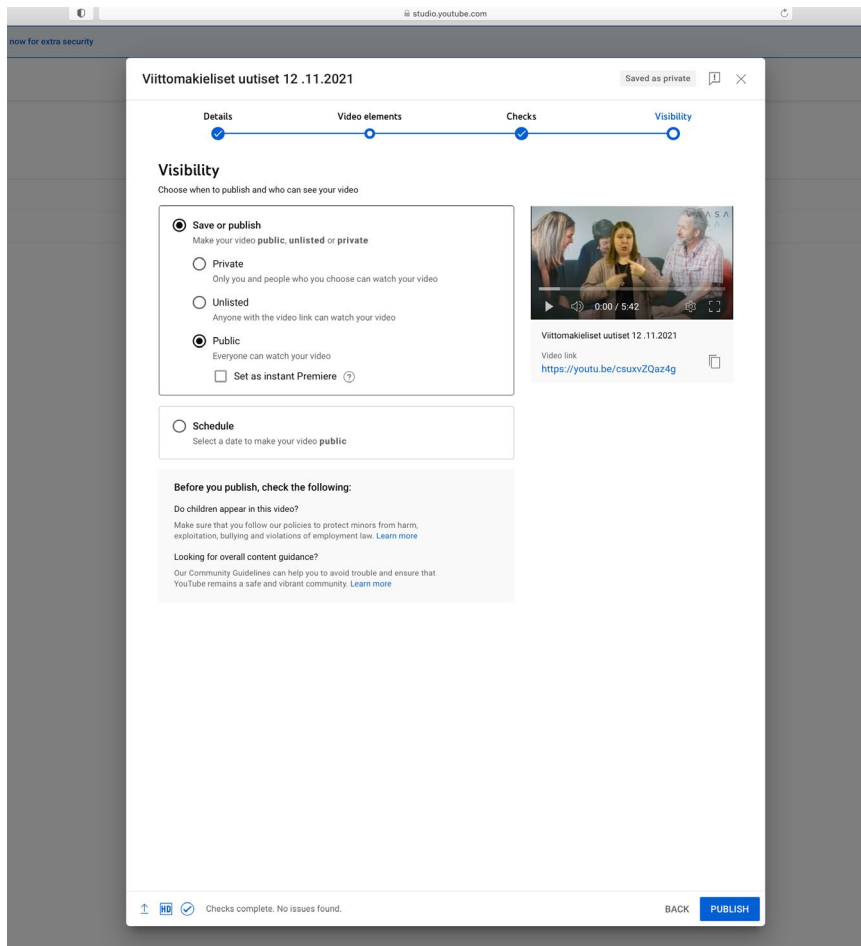 studio.youtube.com
now for extra security
Viittomakieliset uutiset 12 .11.2021
Saved as private
Details
Video elements
Checks
Visibility
Visibility
Choose when to publish and who can see your video
Save or publish
Make your video public, unlisted or private
Private
Only you and people who you choose can watch your video
Unlisted
Anyone with the video link can watch your video
Public
Everyone can watch your video
Set as instant Premiere ?
VAASA
0:00 / 5:42
Viittomakieliset uutiset 12 .11.2021
Video link
https://youtu.be/csuxvZQaz4g
Schedule
Select a date to make your video public
Before you publish, check the following:
Do children appear in this video?
Make sure that you follow our policies to protect minors from harm,
exploitation, bullying and violations of employment law. Learn more
Looking for overall content guidance?
Our Community Guidelines can help you to avoid trouble and ensure that
YouTube remains a safe and vibrant community. Learn more
HD
Checks complete. No issues found.
BACK
PUBLISH